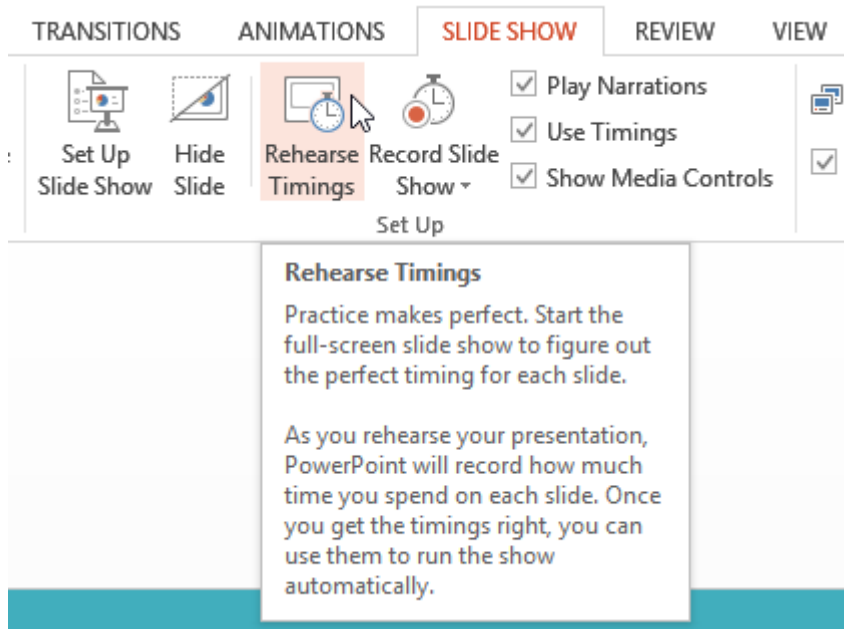 TRANSITIONS ANIMATIONS SLIDE SHOW REVIEW VIEW
Set Up
Slide Show
Hide
Slide
Rehearse
Timings
Record Slide
Show
Play Narrations
Use Timings
Show Media Controls
Set Up
Rehearse Timings
Practice makes perfect. Start the
full-screen slide show to figure out
the perfect timing for each slide.
As you rehearse your presentation,
PowerPoint will record how much
time you spend on each slide. Once
you get the timings right, you can
use them to run the show
automatically.